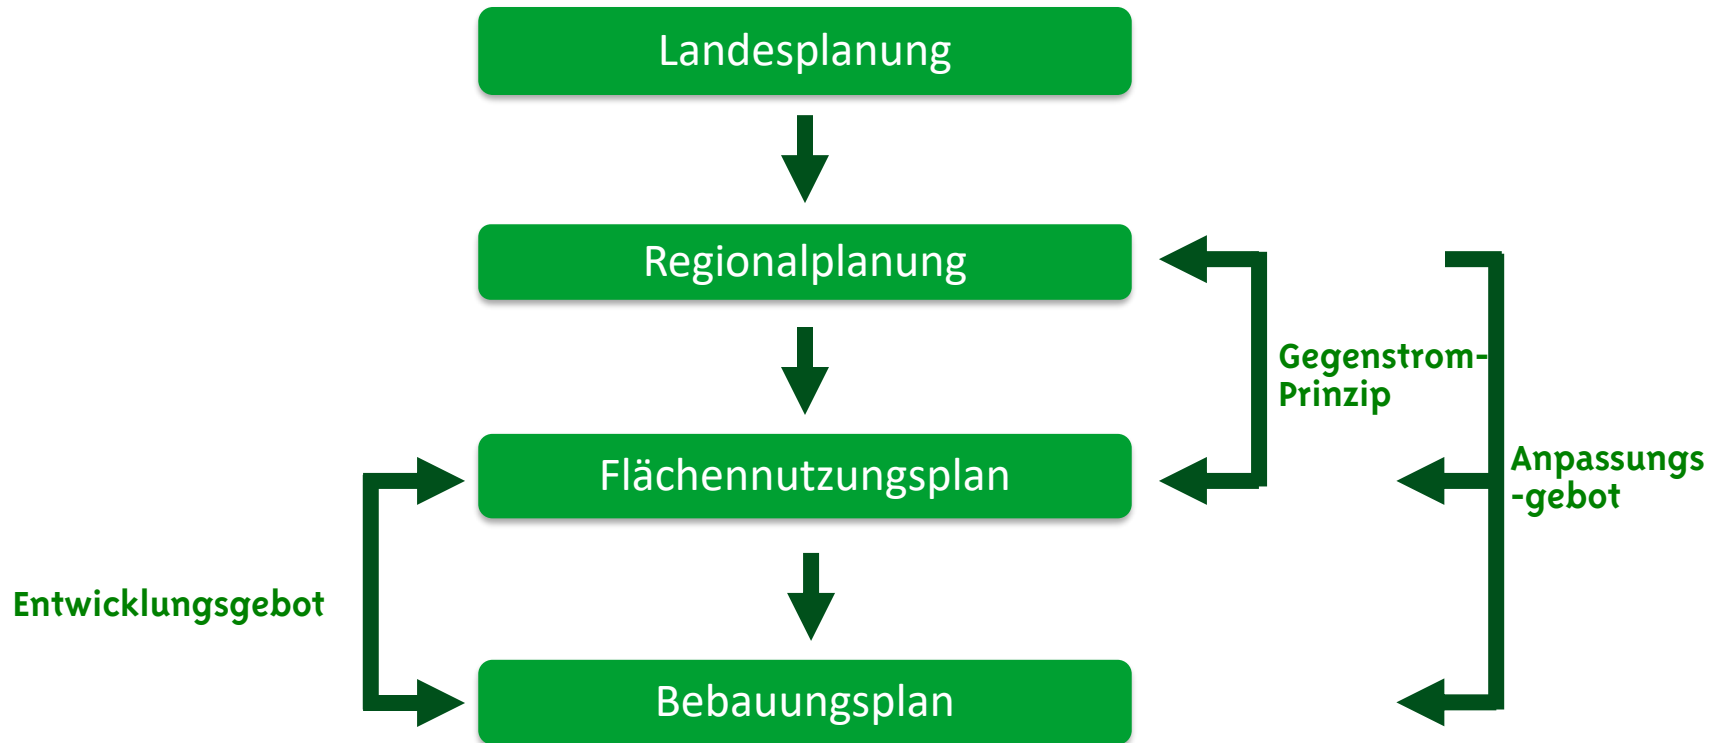 Landesplanung
Regionalplanung
Gegenstrom-
Prinzip
Flächennutzungsplan
Anpassungs
-gebot
Entwicklungsgebot
Bebauungsplan